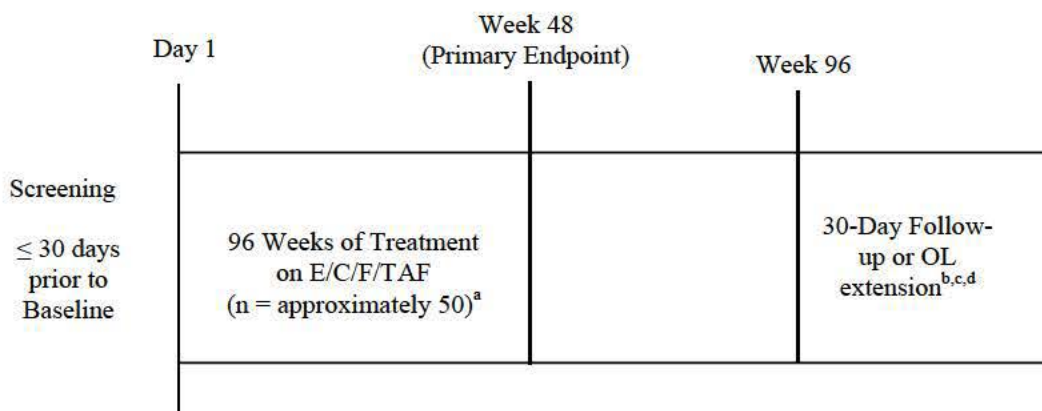 Day 1
Week 48
(Primary Endpoint)
Week 96
Screening
≤ 30 days
prior to
Baseline
96 Weeks of Treatment
on E/C/F/TAF
(n = approximately 50)a
30-Day Follow-
up or OL
extensionb,c,d